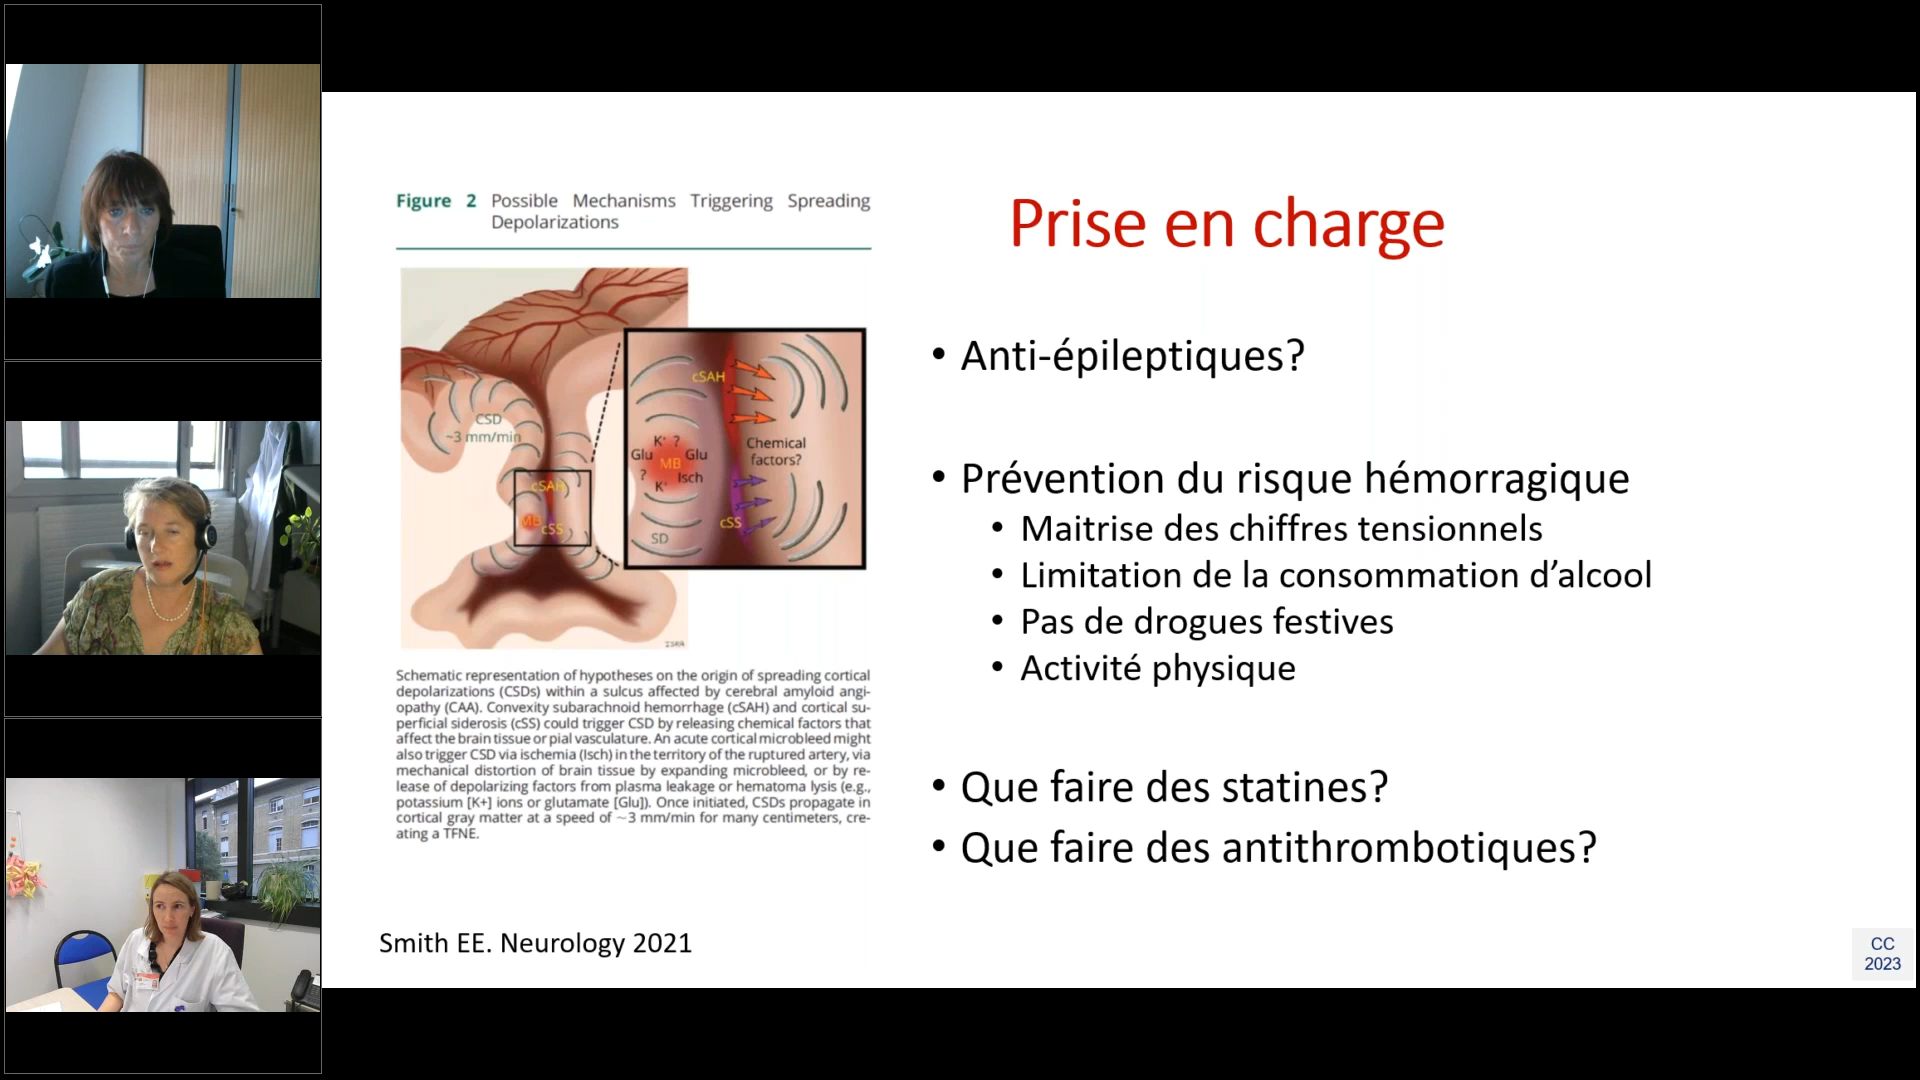 Figure 2 Possible Mechanisms Triggering Spreading
Depolarizations
CSD
~3 mm/min
cSAH
MB
cSS
cSAH
K+ ?
Glu
MB
Glu
?
K+
Isch
Chemical
factors?
cSS
SD
Schematic representation of hypotheses on the origin of spreading cortical
depolarizations (CSDs) within a sulcus affected by cerebral amyloid angi-
opathy (CAA). Convexity subarachnoid hemorrhage (cSAH) and cortical su-
perficial siderosis (cSS) could trigger CSD by releasing chemical factors that
affect the brain tissue or pial vasculature. An acute cortical microbleed might
also trigger CSD via ischemia (Isch) in the territory of the ruptured artery, via
mechanical distortion of brain tissue by expanding microbleed, or by re-
lease of depolarizing factors from plasma leakage or hematoma lysis (e.g.,
potassium [K+] ions or glutamate [Glu]). Once initiated, CSDs propagate in
cortical gray matter at a speed of ~3 mm/min for many centimeters, cre-
ating a TFNE.
Smith EE. Neurology 2021
Prise en charge
• Anti-épileptiques?
• Prévention du risque hémorragique
• Maitrise des chiffres tensionnels
• Limitation de la consommation d’alcool
• Pas de drogues festives
• Activité physique
• Que faire des statines?
• Que faire des antithrombotiques?
CC
2023